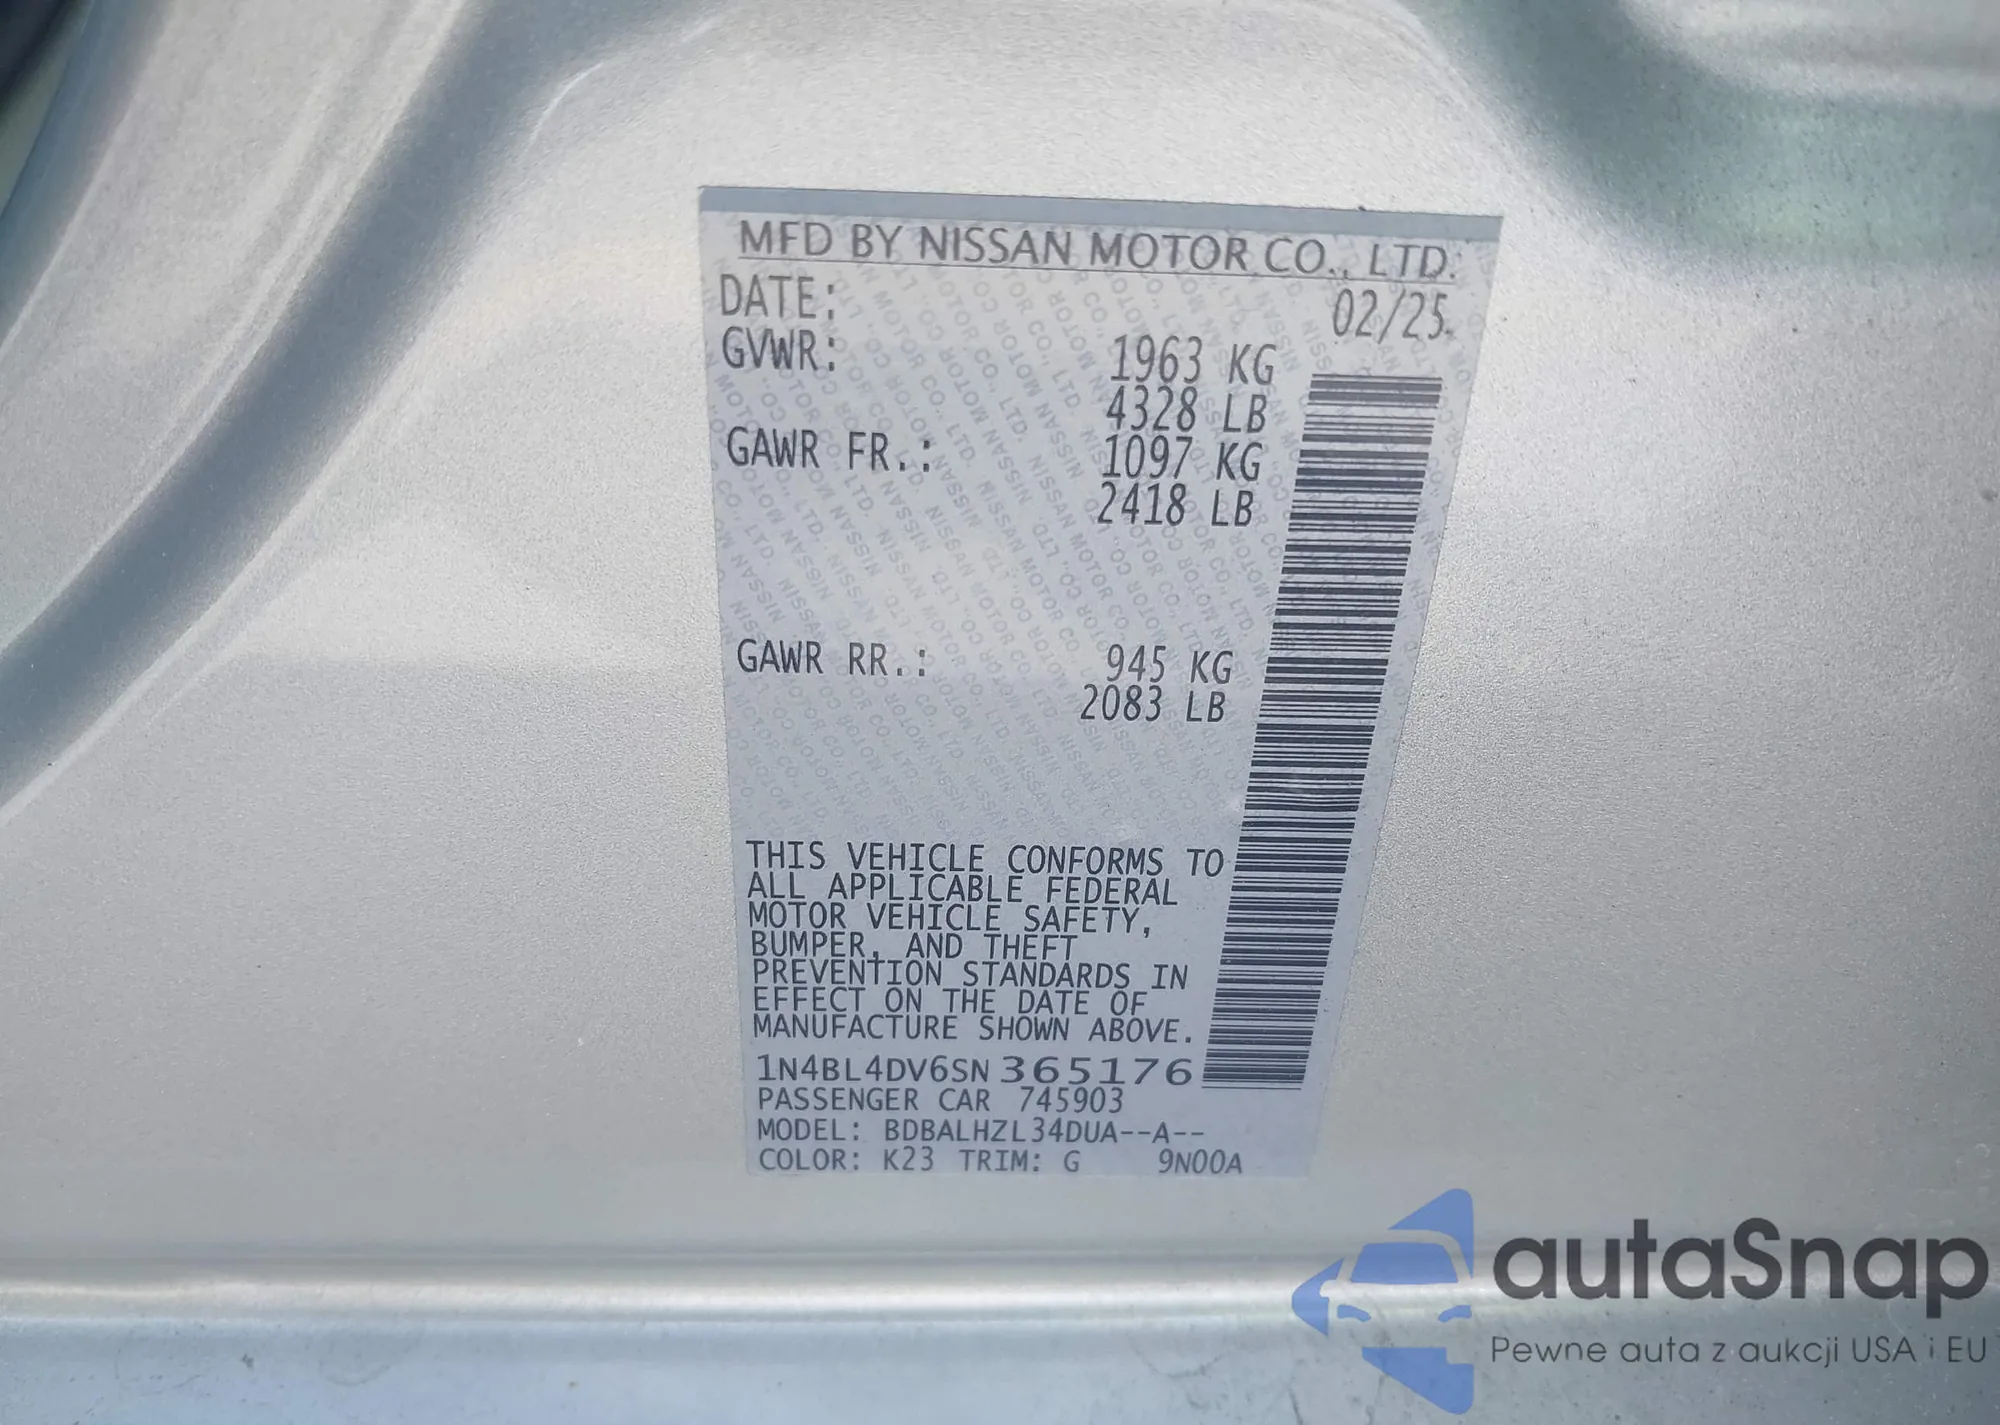 MFD BY NISSAN MOTOR CO., LTD.
DATE: 02/25
GVWR: 1963 KG
4328 LB
GAWR FR.: 1097 KG
2418 LB
GAWR RR.: 945 KG
2083 LB
THIS VEHICLE CONFORMS TO
ALL APPLICABLE FEDERAL
MOTOR VEHICLE SAFETY,
BUMPER, AND THEFT
PREVENTION STANDARDS IN
EFFECT ON THE DATE OF
MANUFACTURE SHOWN ABOVE.
1N4BL4DV6SN365176
PASSENGER CAR 745903
MODEL: BDBALHZL34DUA--A--
COLOR: K23 TRIM: G 9N00A
autaSnap
Pewne auta z aukcji USA i EU